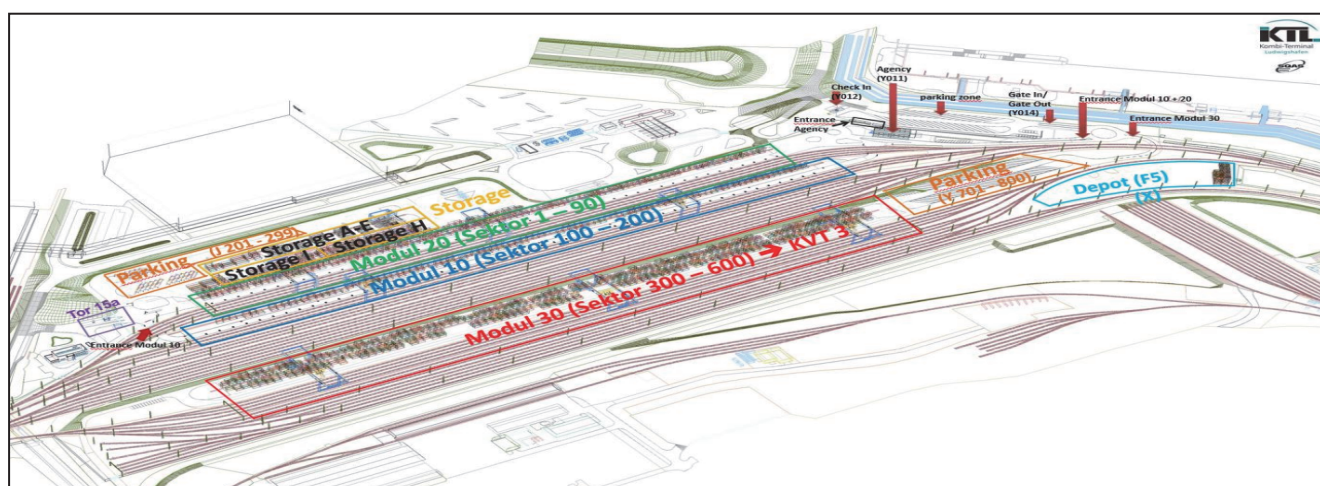 KTL
Kombi-Terminal
Ludwigshafen
Agency
(Y011)
Check In
(Y012)
parking zone
Gate In/
Gate Out
(Y014)
Entrance Modul 10 + 20
Entrance Modul 30
Entrance
Agency
Parking
(Y 701 - 800)
Depot (F5)
(X)
Storage
Storage A-E
Storage H
Storage I
Parking
(J 201 - 299)
Modul 20 (Sektor 1 – 90)
Modul 10 (Sektor 100 – 200)
Modul 30 (Sektor 300 – 600) ➔ KVT 3
Tor 15a
Entrance Modul 10